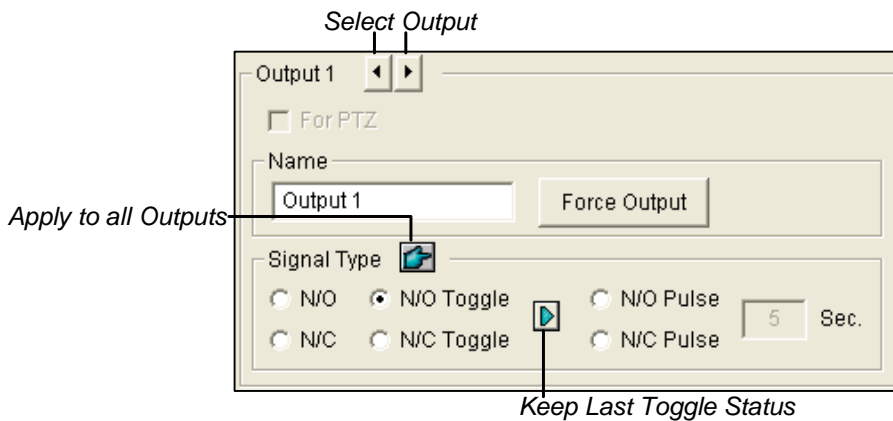 Select Output
Output 1
For PTZ
Name
Output 1
Force Output
Apply to all Outputs
Signal Type
N/O N/O Toggle N/O Pulse
5 Sec.
N/C N/C Toggle N/C Pulse
Keep Last Toggle Status